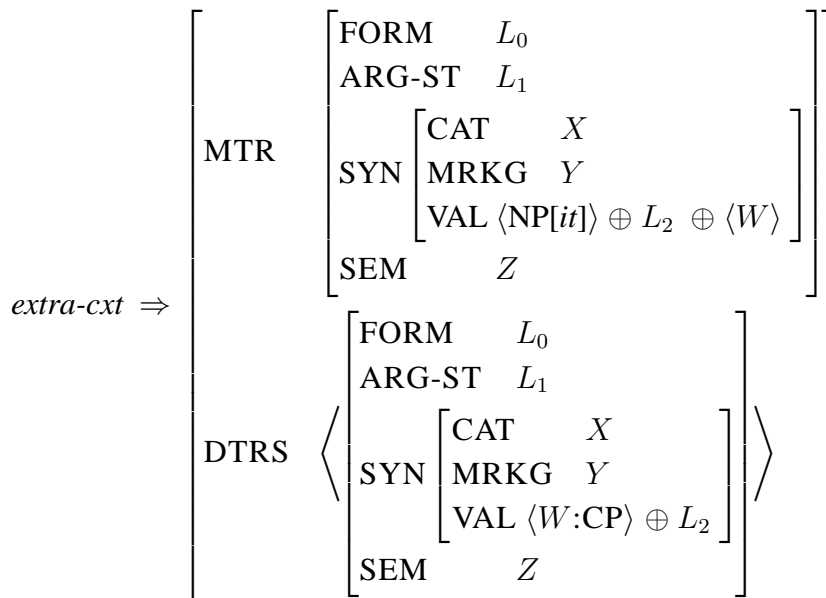 FORM L₀
ARG-ST L₁
CAT X
MTR SYN MRKG Y
VAL ⟨NP[it]⟩ ⊕ L₂ ⊕ ⟨W⟩
SEM Z
extra-cxt ⇒
FORM L₀
ARG-ST L₁
CAT X
DTRS SYN MRKG Y
VAL ⟨W:CP⟩ ⊕ L₂
SEM Z